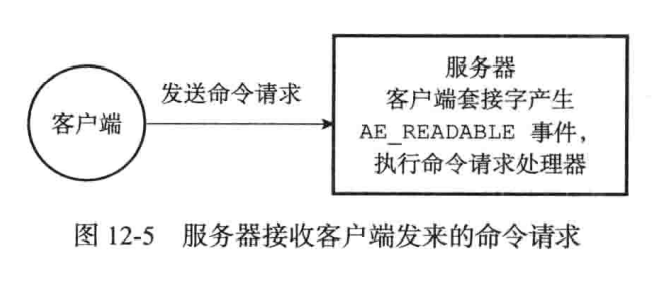 客户端
发送命令请求
服务器
客户端套接字产生
AE_READABLE 事件，
执行命令请求处理器
图 12-5 服务器接收客户端发来的命令请求